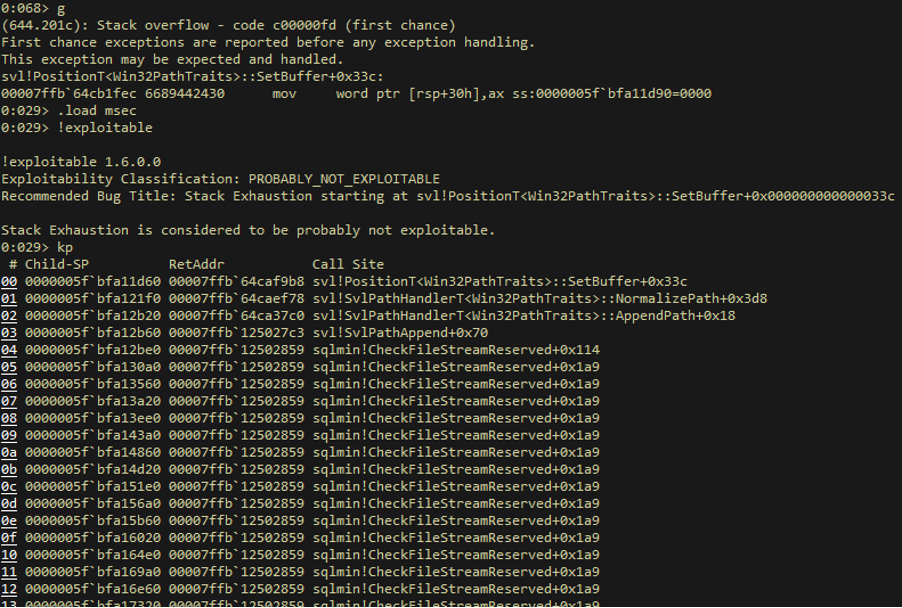 0:068> g
(644.201c): Stack overflow - code c00000fd (first chance)
First chance exceptions are reported before any exception handling.
This exception may be expected and handled.
svl!PositionT<Win32PathTraits>::SetBuffer+0x33c:
00007ffb`64cb1fec 6689442430      mov     word ptr [rsp+30h],ax ss:0000005f`bfa11d90=0000
0:029> .load msec
0:029> !exploitable

!exploitable 1.6.0.0
Exploitability Classification: PROBABLY_NOT_EXPLOITABLE
Recommended Bug Title: Stack Exhaustion starting at svl!PositionT<Win32PathTraits>::SetBuffer+0x000000000000033c

Stack Exhaustion is considered to be probably not exploitable.
0:029> kp
 # Child-SP          RetAddr           Call Site
00 0000005f`bfa11d60 00007ffb`64caf9b8 svl!PositionT<Win32PathTraits>::SetBuffer+0x33c
01 0000005f`bfa121f0 00007ffb`64caef78 svl!SvlPathHandlerT<Win32PathTraits>::NormalizePath+0x3d8
02 0000005f`bfa12b20 00007ffb`64ca37c0 svl!SvlPathHandlerT<Win32PathTraits>::AppendPath+0x18
03 0000005f`bfa12b60 00007ffb`125027c3 svl!SvlPathAppend+0x70
04 0000005f`bfa12be0 00007ffb`12502859 sqlmin!CheckFileStreamReserved+0x114
05 0000005f`bfa130a0 00007ffb`12502859 sqlmin!CheckFileStreamReserved+0x1a9
06 0000005f`bfa13560 00007ffb`12502859 sqlmin!CheckFileStreamReserved+0x1a9
07 0000005f`bfa13a20 00007ffb`12502859 sqlmin!CheckFileStreamReserved+0x1a9
08 0000005f`bfa13ee0 00007ffb`12502859 sqlmin!CheckFileStreamReserved+0x1a9
09 0000005f`bfa143a0 00007ffb`12502859 sqlmin!CheckFileStreamReserved+0x1a9
0a 0000005f`bfa14860 00007ffb`12502859 sqlmin!CheckFileStreamReserved+0x1a9
0b 0000005f`bfa14d20 00007ffb`12502859 sqlmin!CheckFileStreamReserved+0x1a9
0c 0000005f`bfa151e0 00007ffb`12502859 sqlmin!CheckFileStreamReserved+0x1a9
0d 0000005f`bfa156a0 00007ffb`12502859 sqlmin!CheckFileStreamReserved+0x1a9
0e 0000005f`bfa15b60 00007ffb`12502859 sqlmin!CheckFileStreamReserved+0x1a9
0f 0000005f`bfa16020 00007ffb`12502859 sqlmin!CheckFileStreamReserved+0x1a9
10 0000005f`bfa164e0 00007ffb`12502859 sqlmin!CheckFileStreamReserved+0x1a9
11 0000005f`bfa169a0 00007ffb`12502859 sqlmin!CheckFileStreamReserved+0x1a9
12 0000005f`bfa16e60 00007ffb`12502859 sqlmin!CheckFileStreamReserved+0x1a9
13 0000005f`bfa17320 00007ffb`12502859 sqlmin!CheckFileStreamReserved+0x1a9